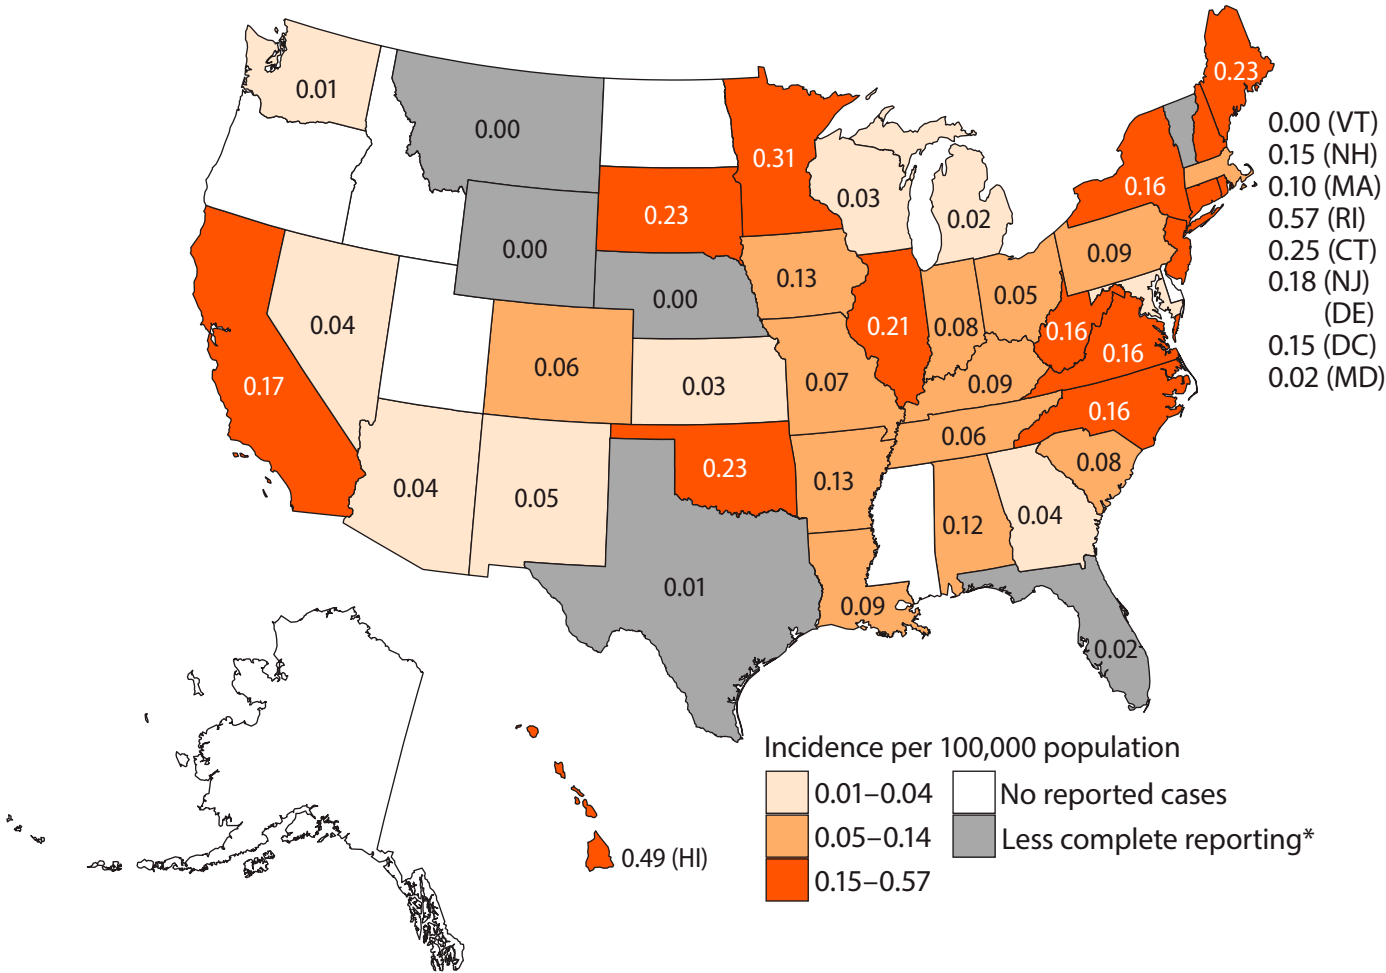 0.23
0.01
0.00 (VT)
0.00
0.15 (NH)
0.31
0.16
0.10 (MA)
0.03
0.23
0.02
0.57 (RI)
0.00
0.09
0.25 (CT)
0.13
0.18 (NJ)
0.00
0.05
(DE)
0.04
0.21
0.08
0.16
0.16
0.15 (DC)
0.06
0.02 (MD)
0.17
0.03
0.07
0.09
0.16
0.06
0.23
0.08
0.04
0.05
0.13
0.12
0.04
0.01
0.09
0.02
Incidence per 100,000 population
0.01–0.04
No reported cases
0.05–0.14
Less complete reporting*
0.15–0.57
0.49 (HI)